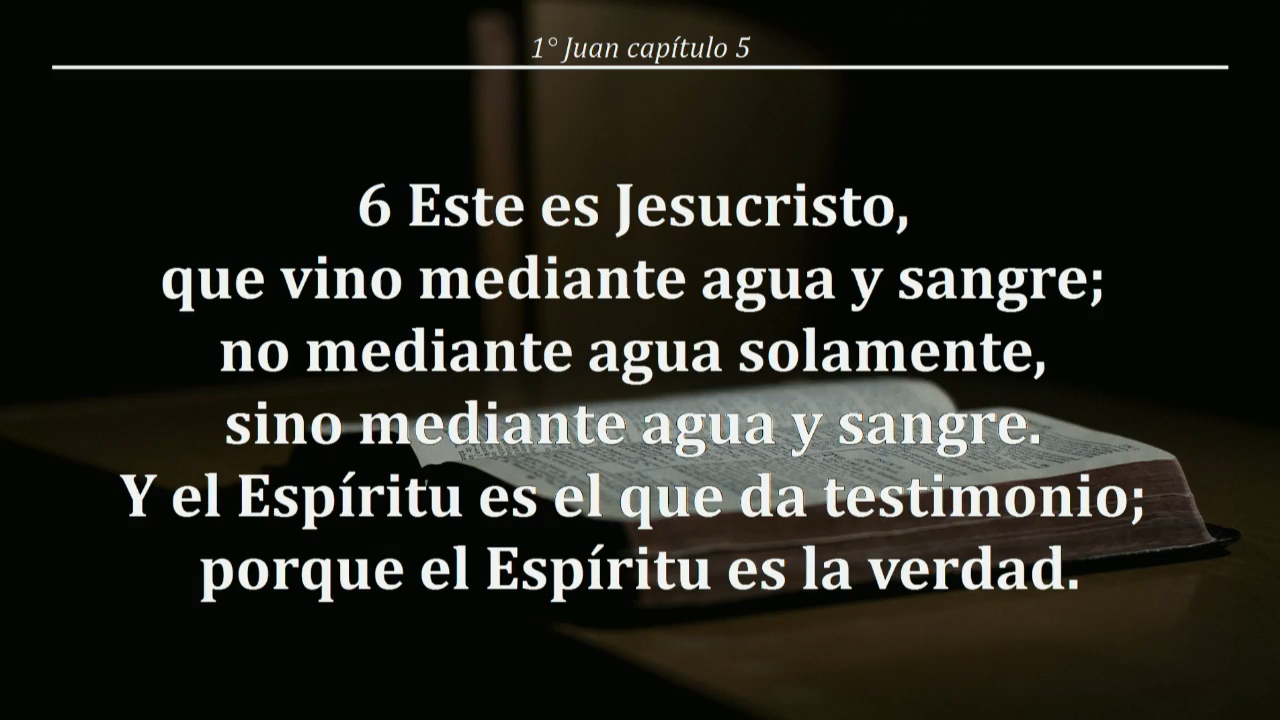 1° Juan capítulo 5
6 Este es Jesucristo,
que vino mediante agua y sangre;
no mediante agua solamente,
sino mediante agua y sangre.
Y el Espíritu es el que da testimonio;
porque el Espíritu es la verdad.